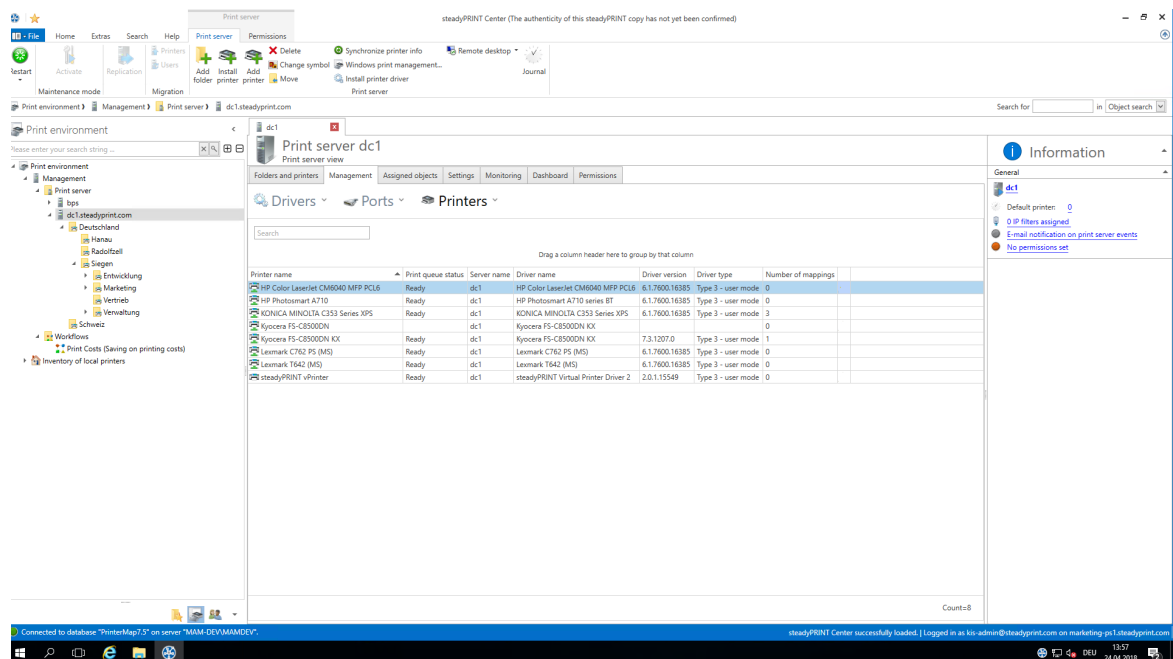 Print server
steadyPRINT Center (The authenticity of this steadyPRINT copy has not yet been confirmed)
File Home Extras Search Help Print server Permissions
Restart
Activate
Replication
Printers
Users
Add folder
Install printer
Add printer
Delete
Change symbol
Move
Synchronize printer info
Windows print management...
Install printer driver
Remote desktop
Journal
Maintenance mode
Migration
Print server
Print environment Management Print server dc1.steadyprint.com
Search for in Object search
Print environment
Please enter your search string ...
Print environment
Management
Print server
bps
dc1.steadyprint.com
Deutschland
Hanau
Radolfzell
Siegen
Entwicklung
Marketing
Vertrieb
Verwaltung
Schweiz
Workflows
Print Costs (Saving on printing costs)
Inventory of local printers
dc1
Print server dc1
Print server view
Folders and printers Management Assigned objects Settings Monitoring Dashboard Permissions
Drivers Ports Printers
Search
Drag a column header here to group by that column
Printer name Print queue status Server name Driver name Driver version Driver type Number of mappings
HP Color LaserJet CM6040 MFP PCL6 Ready dc1 HP Color LaserJet CM6040 MFP PCL6 6.1.7600.16385 Type 3 - user mode 0
HP Photosmart A710 Ready dc1 HP Photosmart A710 series BT 6.1.7600.16385 Type 3 - user mode 0
KONICA MINOLTA C353 Series XPS Ready dc1 KONICA MINOLTA C353 Series XPS 6.1.7600.16385 Type 3 - user mode 3
Kyocera FS-C8500DN dc1 Kyocera FS-C8500DN KX 0
Kyocera FS-C8500DN KX Ready dc1 Kyocera FS-C8500DN KX 7.3.1207.0 Type 3 - user mode 1
Lexmark C762 PS (MS) Ready dc1 Lexmark C762 PS (MS) 6.1.7600.16385 Type 3 - user mode 0
Lexmark T642 (MS) Ready dc1 Lexmark T642 (MS) 6.1.7600.16385 Type 3 - user mode 0
steadyPRINT vPrinter Ready dc1 steadyPRINT Virtual Printer Driver 2 2.0.1.15549 Type 3 - user mode 0
Count=8
Information
General
dc1
Default printer: 0
0 IP filters assigned
E-mail notification on print server events
No permissions set
Connected to database "PrinterMap7.5" on server "MAM-DEV\MAMDEV".
steadyPRINT Center successfully loaded. | Logged in as kis-admin@steadyprint.com on marketing-ps1.steadyprint.com
DEU
13:57
24.04.2018